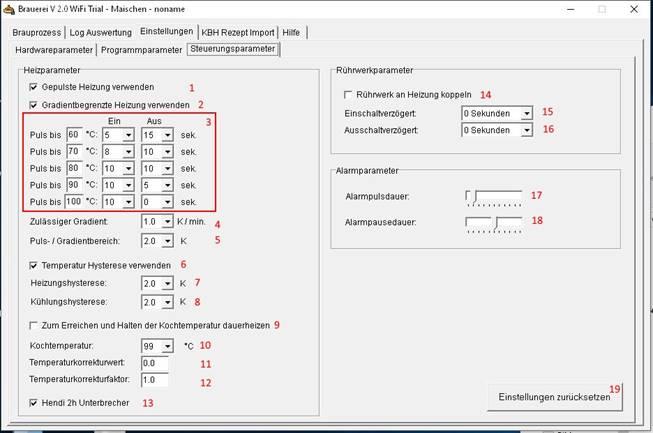 Brauerei V 2.0 WiFi Trial - Maischen - noname
Brauprozess Log Auswertung Einstellungen KBH Rezept Import Hilfe
Hardwareparameter Programmparameter Steuerungsparameter
Heizparameter
Gepulste Heizung verwenden 1
Gradientbegrenzte Heizung verwenden 2
Ein Aus 3
Puls bis 60 °C: 5 15 sek.
Puls bis 70 °C: 8 10 sek.
Puls bis 80 °C: 10 10 sek.
Puls bis 90 °C: 10 5 sek.
Puls bis 100 °C: 10 0 sek.
Zulässiger Gradient: 1.0 K / min. 4
Puls- / Gradientbereich: 2.0 K 5
Temperatur Hysterese verwenden 6
Heizungshysterese: 2.0 K 7
Kühlungshysterese: 2.0 K 8
Zum Erreichen und Halten der Kochtemperatur dauerheizen 9
Kochtemperatur: 99 °C 10
Temperaturkorrekturwert: 0.0 11
Temperaturkorrekturfaktor: 1.0 12
Hendi 2h Unterbrecher 13
Rührwerkparameter
Rührwerk an Heizung koppeln 14
Einschaltverzögert: 0 Sekunden 15
Ausschaltverzögert: 0 Sekunden 16
Alarmparameter
Alarmpulsdauer: 17
Alarmpausedauer: 18
Einstellungen zurücksetzen 19